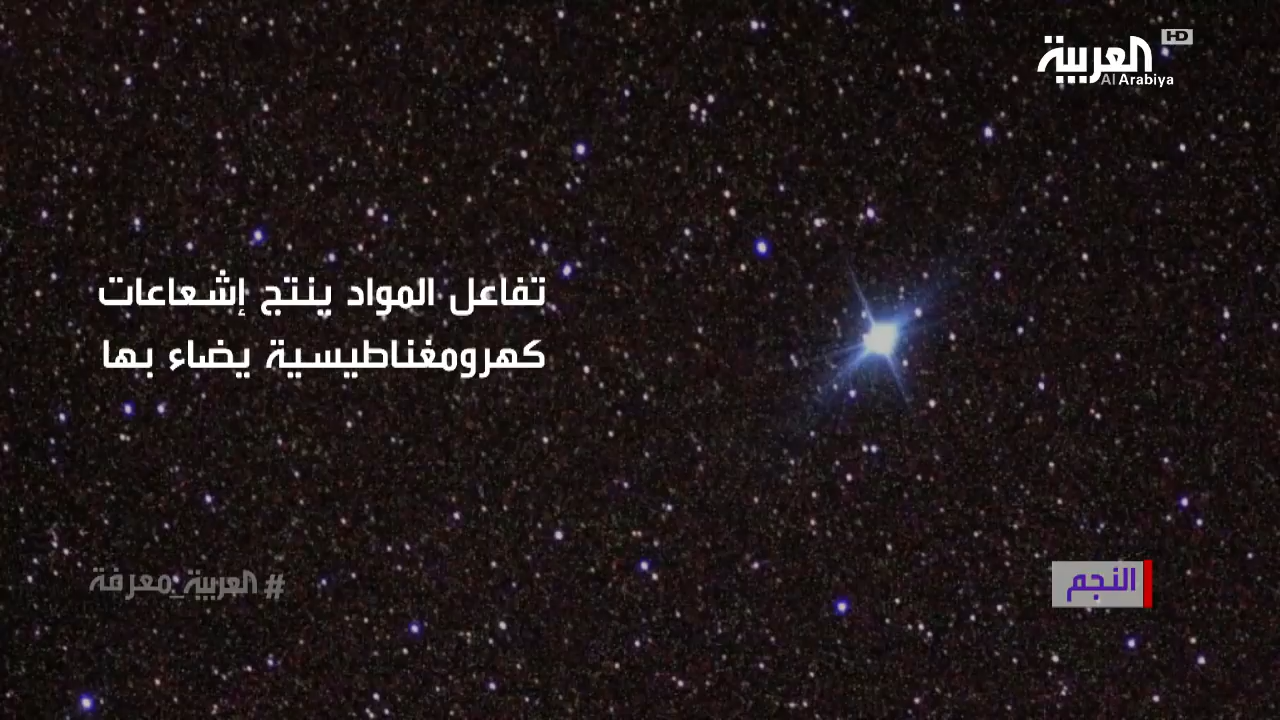 HD
العربية
Al Arabiya
تفاعل المواد ينتج إشعاعات
كهرومغناطيسية يضاء بها
#العربية_معرفة
النجم